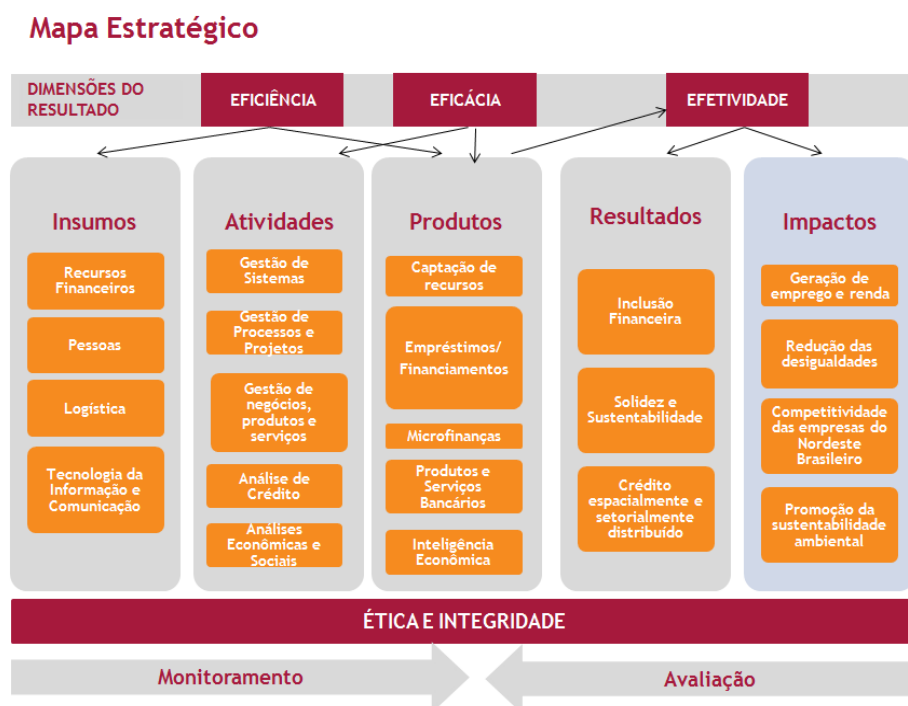 Mapa Estratégico
DIMENSÕES DO
RESULTADO
EFICIÊNCIA
EFICÁCIA
EFETIVIDADE
Insumos
Recursos
Financeiros
Pessoas
Logística
Tecnologia da
Informação e
Comunicação
Atividades
Gestão de
Sistemas
Gestão de
Processos e
Projetos
Gestão de
negócios,
produtos e
serviços
Análise de
Crédito
Análises
Econômicas e
Sociais
Produtos
Captação de
recursos
Empréstimos/
Financiamentos
Microfinanças
Produtos e
Serviços
Bancários
Inteligência
Econômica
Resultados
Inclusão
Financeira
Solidez e
Sustentabilidade
Crédito
espacialmente e
setorialmente
distribuído
Impactos
Geração de
emprego e renda
Redução das
desigualdades
Competitividade
das empresas do
Nordeste
Brasileiro
Promoção da
sustentabilidade
ambiental
ÉTICA E INTEGRIDADE
Monitoramento
Avaliação